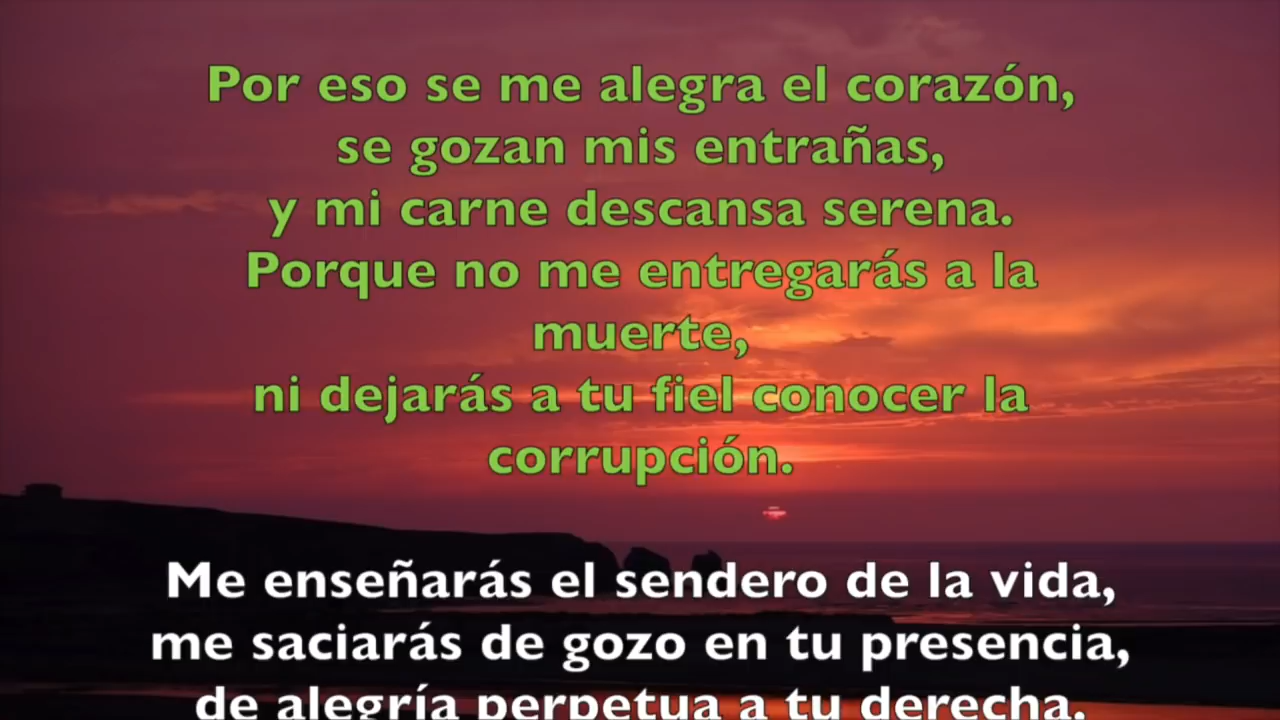 Por eso se me alegra el corazón,
se gozan mis entrañas,
y mi carne descansa serena.
Porque no me entregarás a la
muerte,
ni dejarás a tu fiel conocer la
corrupción.
Me enseñarás el sendero de la vida,
me saciarás de gozo en tu presencia,
de alegría perpetua a tu derecha.